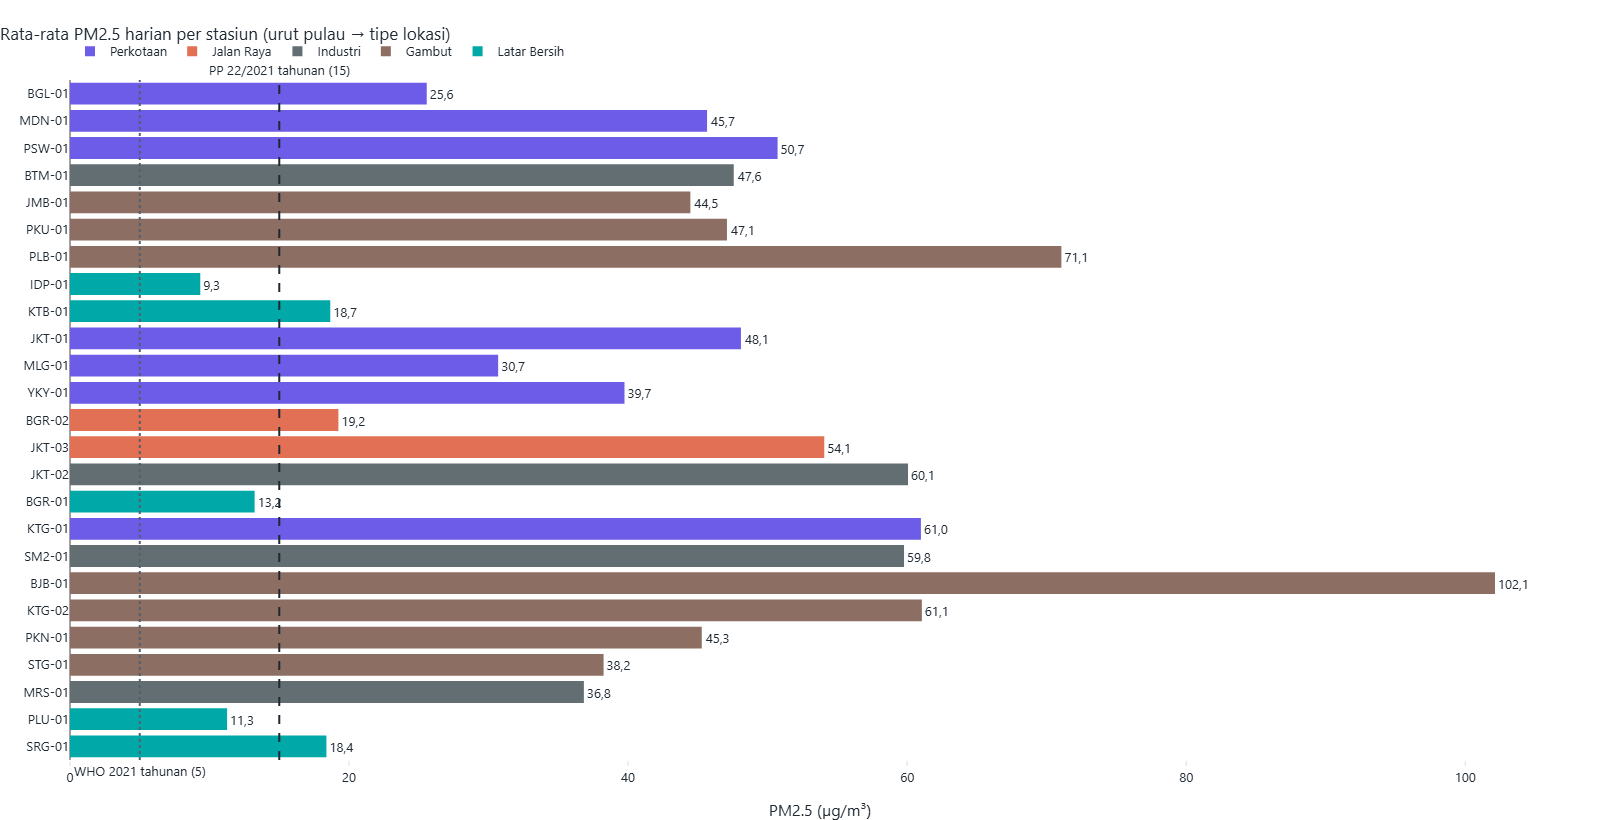 Rata-rata PM2.5 harian per stasiun (urut pulau → tipe lokasi)
Perkotaan Jalan Raya Industri Gambut Latar Bersih
PP 22/2021 tahunan (15)
BGL-01 25,6
MDN-01 45,7
PSW-01 50,7
BTM-01 47,6
JMB-01 44,5
PKU-01 47,1
PLB-01 71,1
IDP-01 9,3
KTB-01 18,7
JKT-01 48,1
MLG-01 30,7
YKY-01 39,7
BGR-02 19,2
JKT-03 54,1
JKT-02 60,1
BGR-01 13,2
KTG-01 61,0
SM2-01 59,8
BJB-01 102,1
KTG-02 61,1
PKN-01 45,3
STG-01 38,2
MRS-01 36,8
PLU-01 11,3
SRG-01 18,4
WHO 2021 tahunan (5)
0 20 40 60 80 100
PM2.5 (µg/m³)